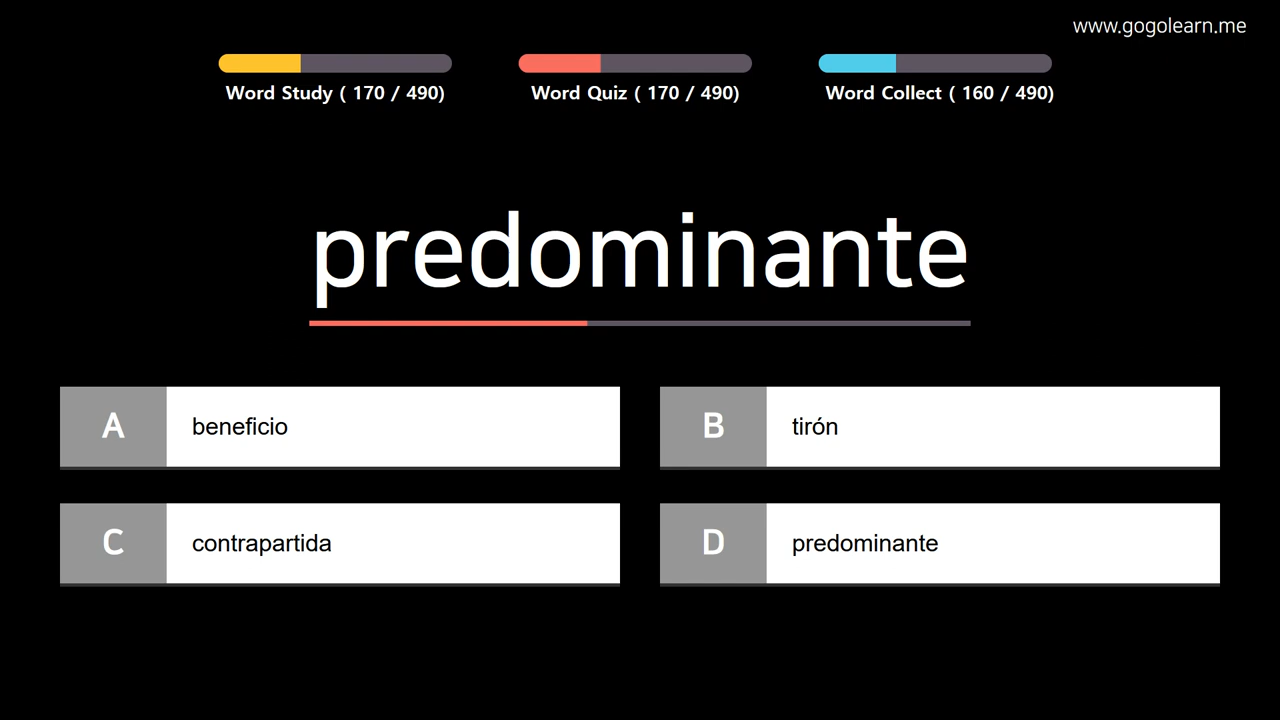 www.gogolearn.me
Word Study ( 170 / 490)
Word Quiz ( 170 / 490)
Word Collect ( 160 / 490)
predominante
A
beneficio
B
tirón
C
contrapartida
D
predominante